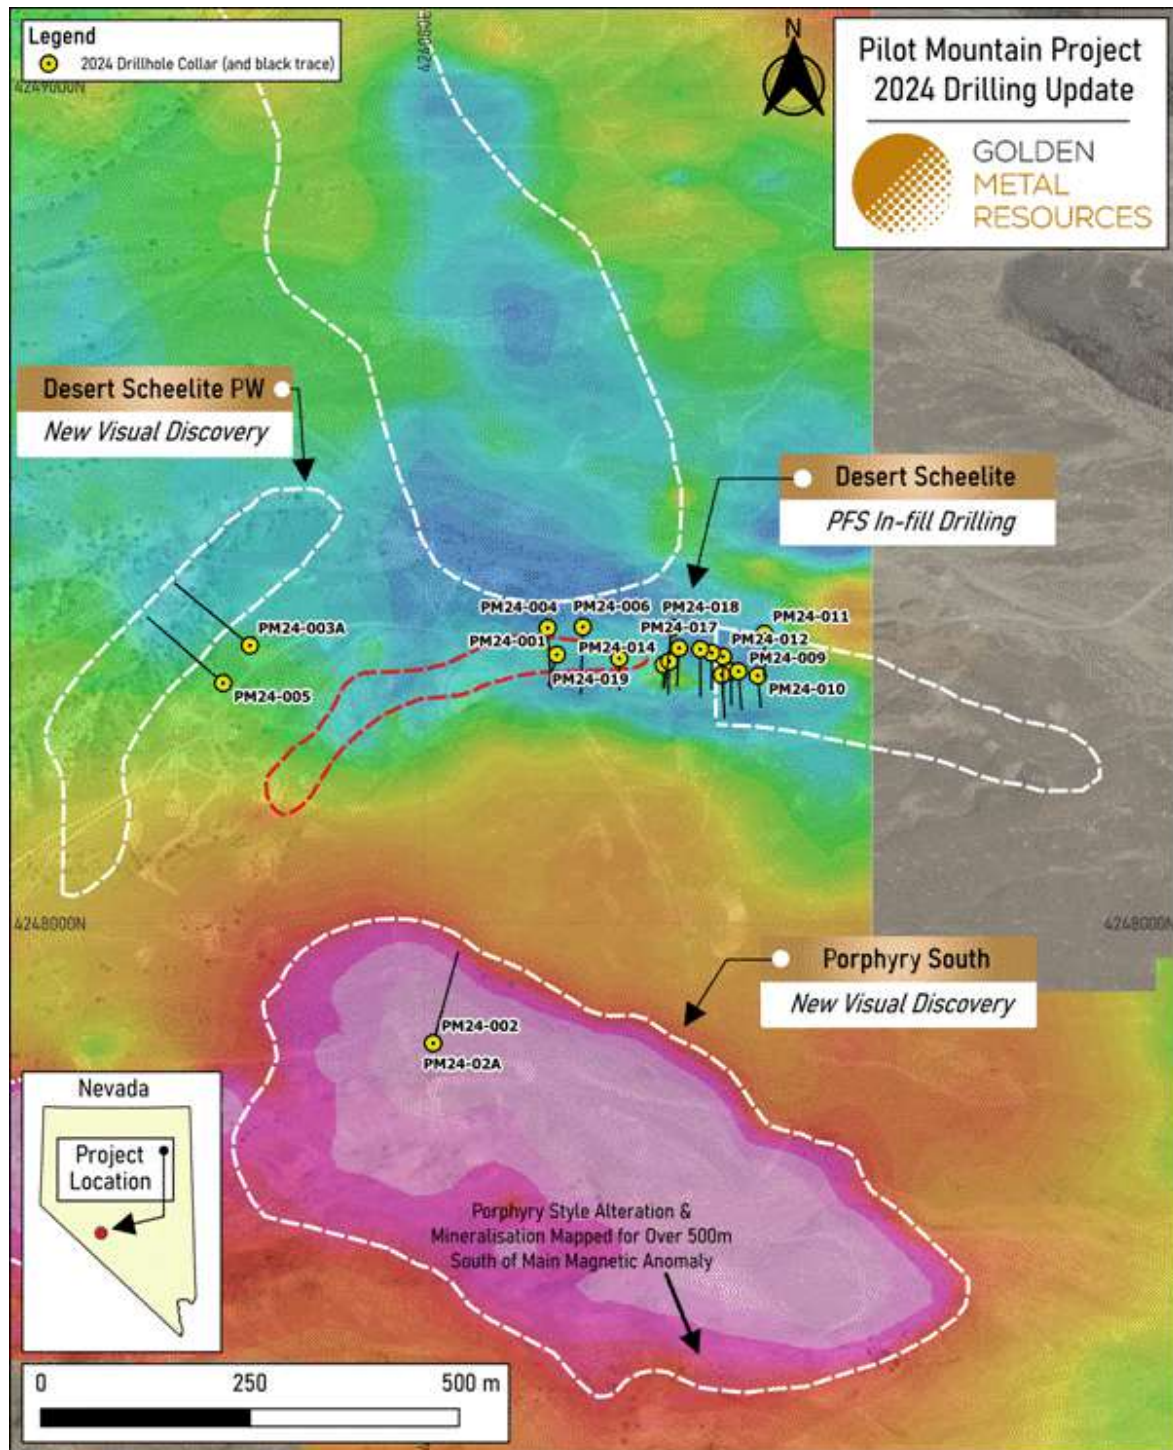 Legend
2024 Drillhole Collar (and black trace)
4249000N
424000E
N
Pilot Mountain Project
2024 Drilling Update
GOLDEN
METAL
RESOURCES
Desert Scheelite PW
New Visual Discovery
Desert Scheelite
PFS In-fill Drilling
PM24-004
PM24-006
PM24-018
PM24-011
PM24-003A
PM24-001
PM24-017
PM24-012
PM24-014
PM24-009
PM24-005
PM24-019
PM24-010
4248000N
4248000N
Porphyry South
New Visual Discovery
PM24-002
PM24-02A
Nevada
Project
Location
Porphyry Style Alteration &
Mineralisation Mapped for Over 500m
South of Main Magnetic Anomaly
0 250 500 m